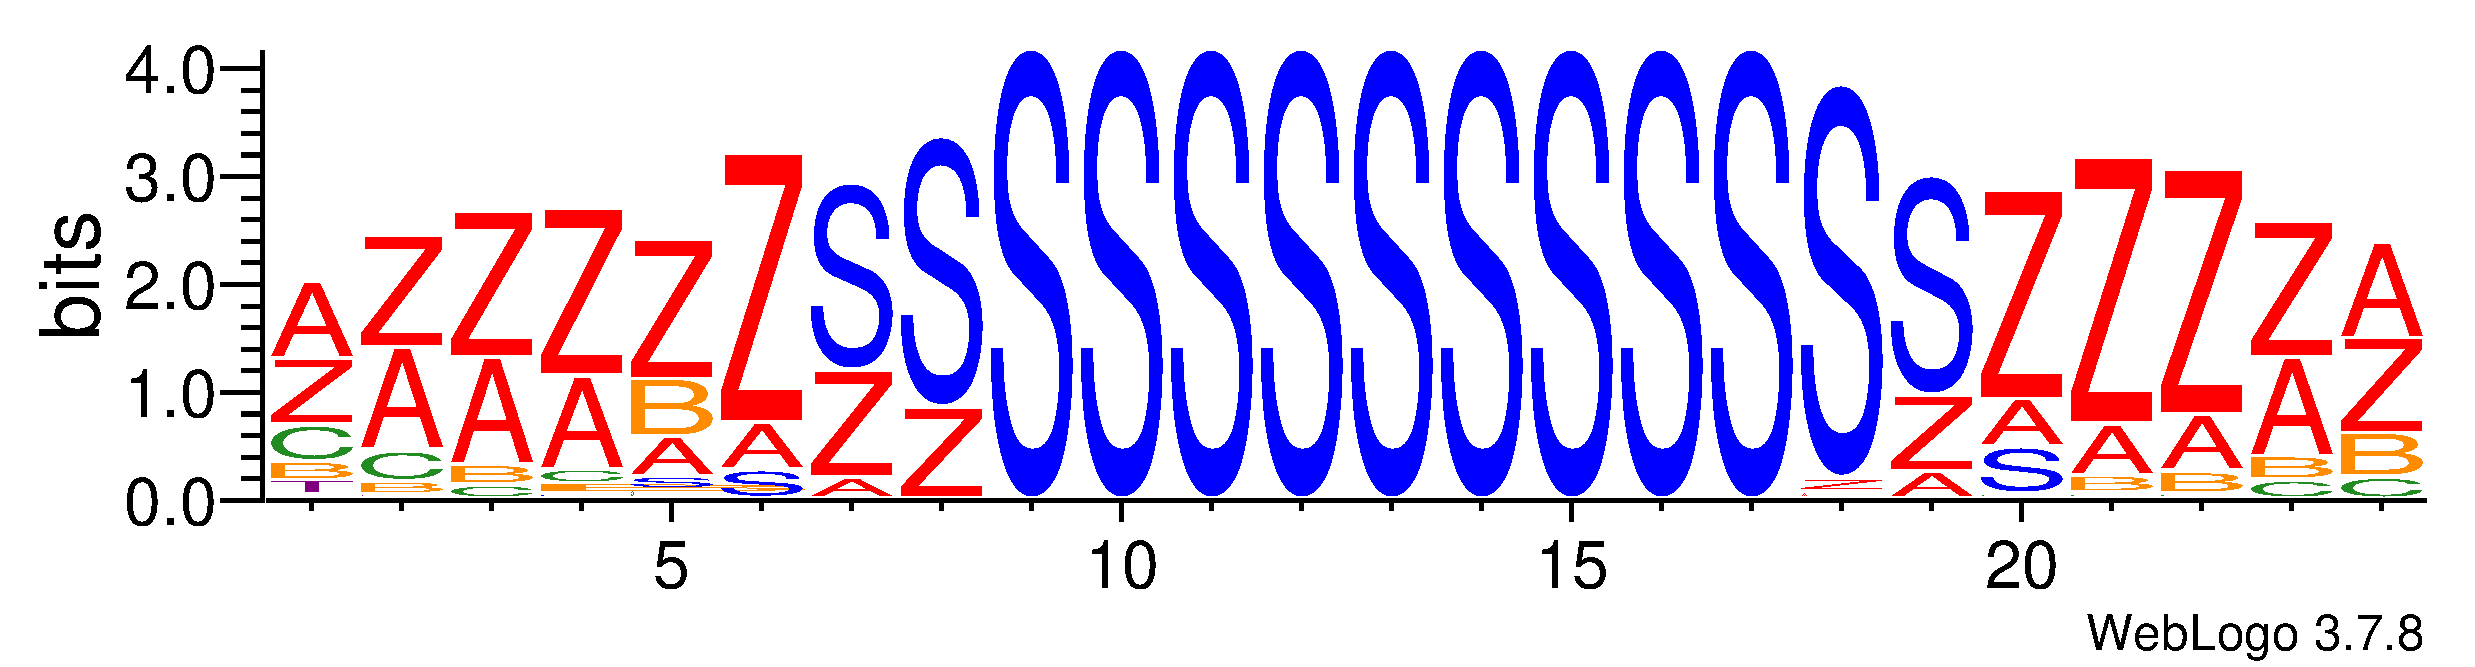 bits
4.0
3.0
2.0
1.0
0.0
A Z C B T
Z A C B
Z A B C
Z A C
Z B A S
Z A S
S Z A
S Z
S
S
S
S
S
S
S
S
S
S Z
S Z A
Z A S
Z A B
Z A B
Z A B C
A Z B C
5 10 15 20
WebLogo 3.7.8